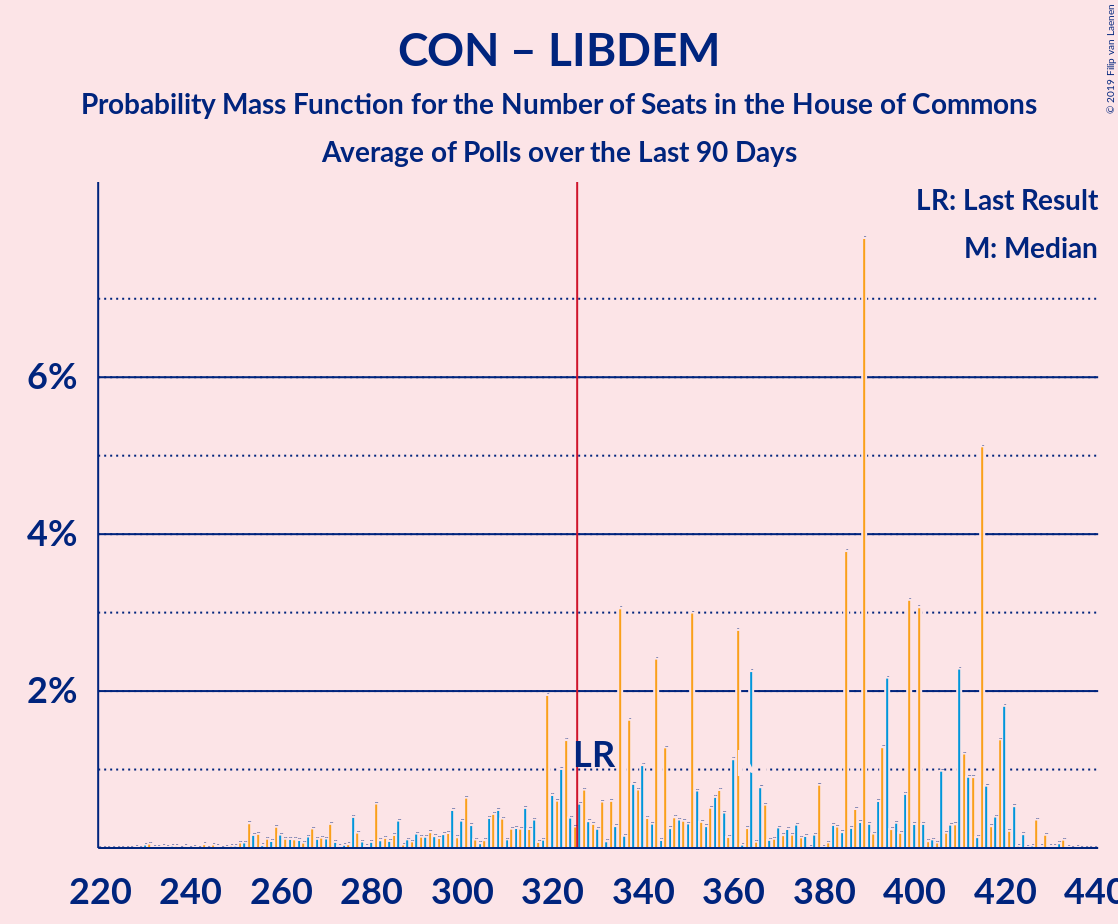 CON – LIBDEM
Probability Mass Function for the Number of Seats in the House of Commons
Average of Polls over the Last 90 Days
© 2019 Filip van Laenen
LR: Last Result
M: Median
6%
4%
2%
LR
220 240 260 280 300 320 340 360 380 400 420 440